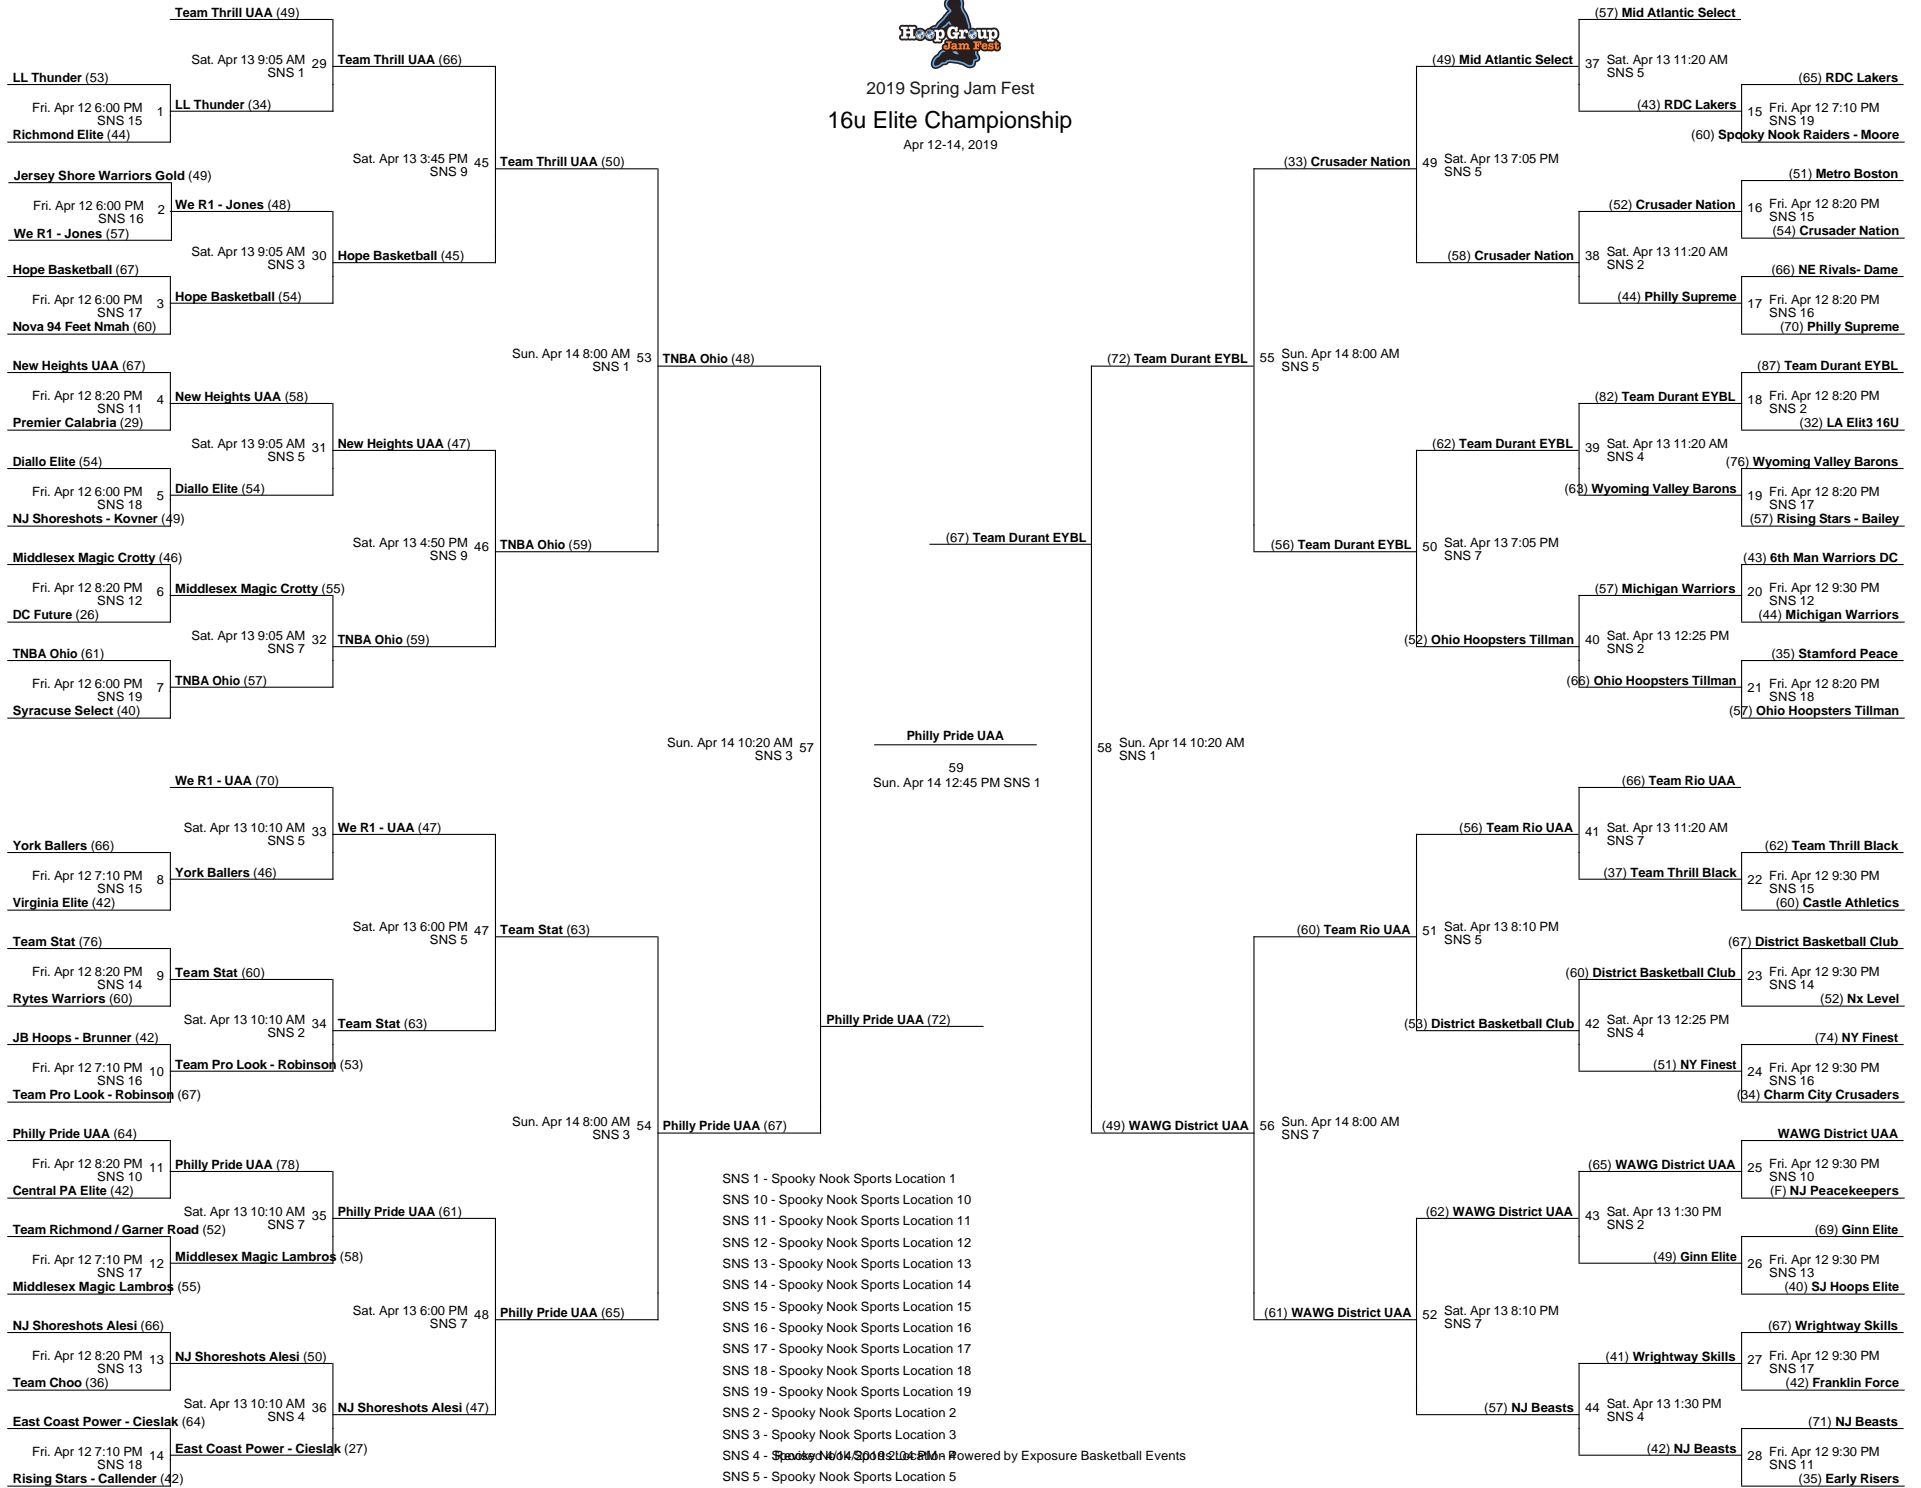 HoopGroup
Jam Fest
2019 Spring Jam Fest
16u Elite Championship
Apr 12-14, 2019
Team Thrill UAA (49)
Sat. Apr 13 9:05 AM 29
SNS 1
Team Thrill UAA (66)
LL Thunder (53)
Fri. Apr 12 6:00 PM 1
SNS 15
LL Thunder (34)
Richmond Elite (44)
Sat. Apr 13 3:45 PM 45
SNS 9
Team Thrill UAA (50)
Jersey Shore Warriors Gold (49)
Fri. Apr 12 6:00 PM 2
SNS 16
We R1 - Jones (48)
We R1 - Jones (57)
Sat. Apr 13 9:05 AM 30
SNS 3
Hope Basketball (45)
Hope Basketball (67)
Fri. Apr 12 6:00 PM 3
SNS 17
Hope Basketball (54)
Nova 94 Feet Nmah (60)
Sun. Apr 14 8:00 AM 53
SNS 1
TNBA Ohio (48)
New Heights UAA (67)
Fri. Apr 12 8:20 PM 4
SNS 11
New Heights UAA (58)
Premier Calabria (29)
Sat. Apr 13 9:05 AM 31
SNS 5
New Heights UAA (47)
Diallo Elite (54)
Fri. Apr 12 6:00 PM 5
SNS 18
Diallo Elite (54)
NJ Shoreshots - Kovner (49)
Sat. Apr 13 4:50 PM 46
SNS 9
TNBA Ohio (59)
Middlesex Magic Crotty (46)
Fri. Apr 12 8:20 PM 6
SNS 12
Middlesex Magic Crotty (55)
DC Future (26)
Sat. Apr 13 9:05 AM 32
SNS 7
TNBA Ohio (59)
TNBA Ohio (61)
Fri. Apr 12 6:00 PM 7
SNS 19
TNBA Ohio (57)
Syracuse Select (40)
Sun. Apr 14 10:20 AM 57
SNS 3
We R1 - UAA (70)
Sat. Apr 13 10:10 AM 33
SNS 5
We R1 - UAA (47)
York Ballers (66)
Fri. Apr 12 7:10 PM 8
SNS 15
York Ballers (46)
Virginia Elite (42)
Sat. Apr 13 6:00 PM 47
SNS 5
Team Stat (63)
Team Stat (76)
Fri. Apr 12 8:20 PM 9
SNS 14
Team Stat (60)
Rytes Warriors (60)
Sat. Apr 13 10:10 AM 34
SNS 2
Team Stat (63)
JB Hoops - Brunner (42)
Fri. Apr 12 7:10 PM 10
SNS 16
Team Pro Look - Robinson (53)
Team Pro Look - Robinson (67)
Philly Pride UAA (72)
Sun. Apr 14 8:00 AM 54
SNS 3
Philly Pride UAA (67)
Philly Pride UAA (64)
Fri. Apr 12 8:20 PM 11
SNS 10
Philly Pride UAA (78)
Central PA Elite (42)
Sat. Apr 13 10:10 AM 35
SNS 7
Philly Pride UAA (61)
Team Richmond / Garner Road (52)
Fri. Apr 12 7:10 PM 12
SNS 17
Middlesex Magic Lambros (58)
Middlesex Magic Lambros (55)
Sat. Apr 13 6:00 PM 48
SNS 7
Philly Pride UAA (65)
NJ Shoreshots Alesi (66)
Fri. Apr 12 8:20 PM 13
SNS 13
NJ Shoreshots Alesi (50)
Team Choo (36)
Sat. Apr 13 10:10 AM 36
SNS 4
NJ Shoreshots Alesi (47)
East Coast Power - Cieslak (64)
Fri. Apr 12 7:10 PM 14
SNS 18
East Coast Power - Cieslak (27)
Rising Stars - Callender (42)
Philly Pride UAA
59
Sun. Apr 14 12:45 PM SNS 1
(67) Team Durant EYBL
58 Sun. Apr 14 10:20 AM
SNS 1
(57) Mid Atlantic Select
(49) Mid Atlantic Select
37 Sat. Apr 13 11:20 AM
SNS 5
(65) RDC Lakers
(43) RDC Lakers
15 Fri. Apr 12 7:10 PM
SNS 19
(60) Spooky Nook Raiders - Moore
(33) Crusader Nation
49 Sat. Apr 13 7:05 PM
SNS 5
(51) Metro Boston
(52) Crusader Nation
16 Fri. Apr 12 8:20 PM
SNS 15
(54) Crusader Nation
(58) Crusader Nation
38 Sat. Apr 13 11:20 AM
SNS 2
(66) NE Rivals- Dame
(44) Philly Supreme
17 Fri. Apr 12 8:20 PM
SNS 16
(70) Philly Supreme
(72) Team Durant EYBL
55 Sun. Apr 14 8:00 AM
SNS 5
(87) Team Durant EYBL
(82) Team Durant EYBL
18 Fri. Apr 12 8:20 PM
SNS 2
(32) LA Elit3 16U
(62) Team Durant EYBL
39 Sat. Apr 13 11:20 AM
SNS 4
(76) Wyoming Valley Barons
(63) Wyoming Valley Barons
19 Fri. Apr 12 8:20 PM
SNS 17
(57) Rising Stars - Bailey
(56) Team Durant EYBL
50 Sat. Apr 13 7:05 PM
SNS 7
(43) 6th Man Warriors DC
(57) Michigan Warriors
20 Fri. Apr 12 9:30 PM
SNS 12
(44) Michigan Warriors
(52) Ohio Hoopsters Tillman
40 Sat. Apr 13 12:25 PM
SNS 2
(35) Stamford Peace
(66) Ohio Hoopsters Tillman
21 Fri. Apr 12 8:20 PM
SNS 18
(57) Ohio Hoopsters Tillman
(66) Team Rio UAA
(56) Team Rio UAA
41 Sat. Apr 13 11:20 AM
SNS 7
(62) Team Thrill Black
(37) Team Thrill Black
22 Fri. Apr 12 9:30 PM
SNS 15
(60) Castle Athletics
(60) Team Rio UAA
51 Sat. Apr 13 8:10 PM
SNS 5
(67) District Basketball Club
(60) District Basketball Club
23 Fri. Apr 12 9:30 PM
SNS 14
(52) Nx Level
(53) District Basketball Club
42 Sat. Apr 13 12:25 PM
SNS 4
(74) NY Finest
(51) NY Finest
24 Fri. Apr 12 9:30 PM
SNS 16
(34) Charm City Crusaders
(49) WAWG District UAA
56 Sun. Apr 14 8:00 AM
SNS 7
WAWG District UAA
(65) WAWG District UAA
25 Fri. Apr 12 9:30 PM
SNS 10
(F) NJ Peacekeepers
(62) WAWG District UAA
43 Sat. Apr 13 1:30 PM
SNS 2
(69) Ginn Elite
(49) Ginn Elite
26 Fri. Apr 12 9:30 PM
SNS 13
(40) SJ Hoops Elite
(61) WAWG District UAA
52 Sat. Apr 13 8:10 PM
SNS 7
(67) Wrightway Skills
(41) Wrightway Skills
27 Fri. Apr 12 9:30 PM
SNS 17
(42) Franklin Force
(57) NJ Beasts
44 Sat. Apr 13 1:30 PM
SNS 4
(71) NJ Beasts
(42) NJ Beasts
28 Fri. Apr 12 9:30 PM
SNS 11
(35) Early Risers
SNS 1 - Spooky Nook Sports Location 1
SNS 10 - Spooky Nook Sports Location 10
SNS 11 - Spooky Nook Sports Location 11
SNS 12 - Spooky Nook Sports Location 12
SNS 13 - Spooky Nook Sports Location 13
SNS 14 - Spooky Nook Sports Location 14
SNS 15 - Spooky Nook Sports Location 15
SNS 16 - Spooky Nook Sports Location 16
SNS 17 - Spooky Nook Sports Location 17
SNS 18 - Spooky Nook Sports Location 18
SNS 19 - Spooky Nook Sports Location 19
SNS 2 - Spooky Nook Sports Location 2
SNS 3 - Spooky Nook Sports Location 3
SNS 4 - Spooky Nook Sports Location 4
Revised 4/14/2019 2:04 PM - Powered by Exposure Basketball Events
SNS 5 - Spooky Nook Sports Location 5